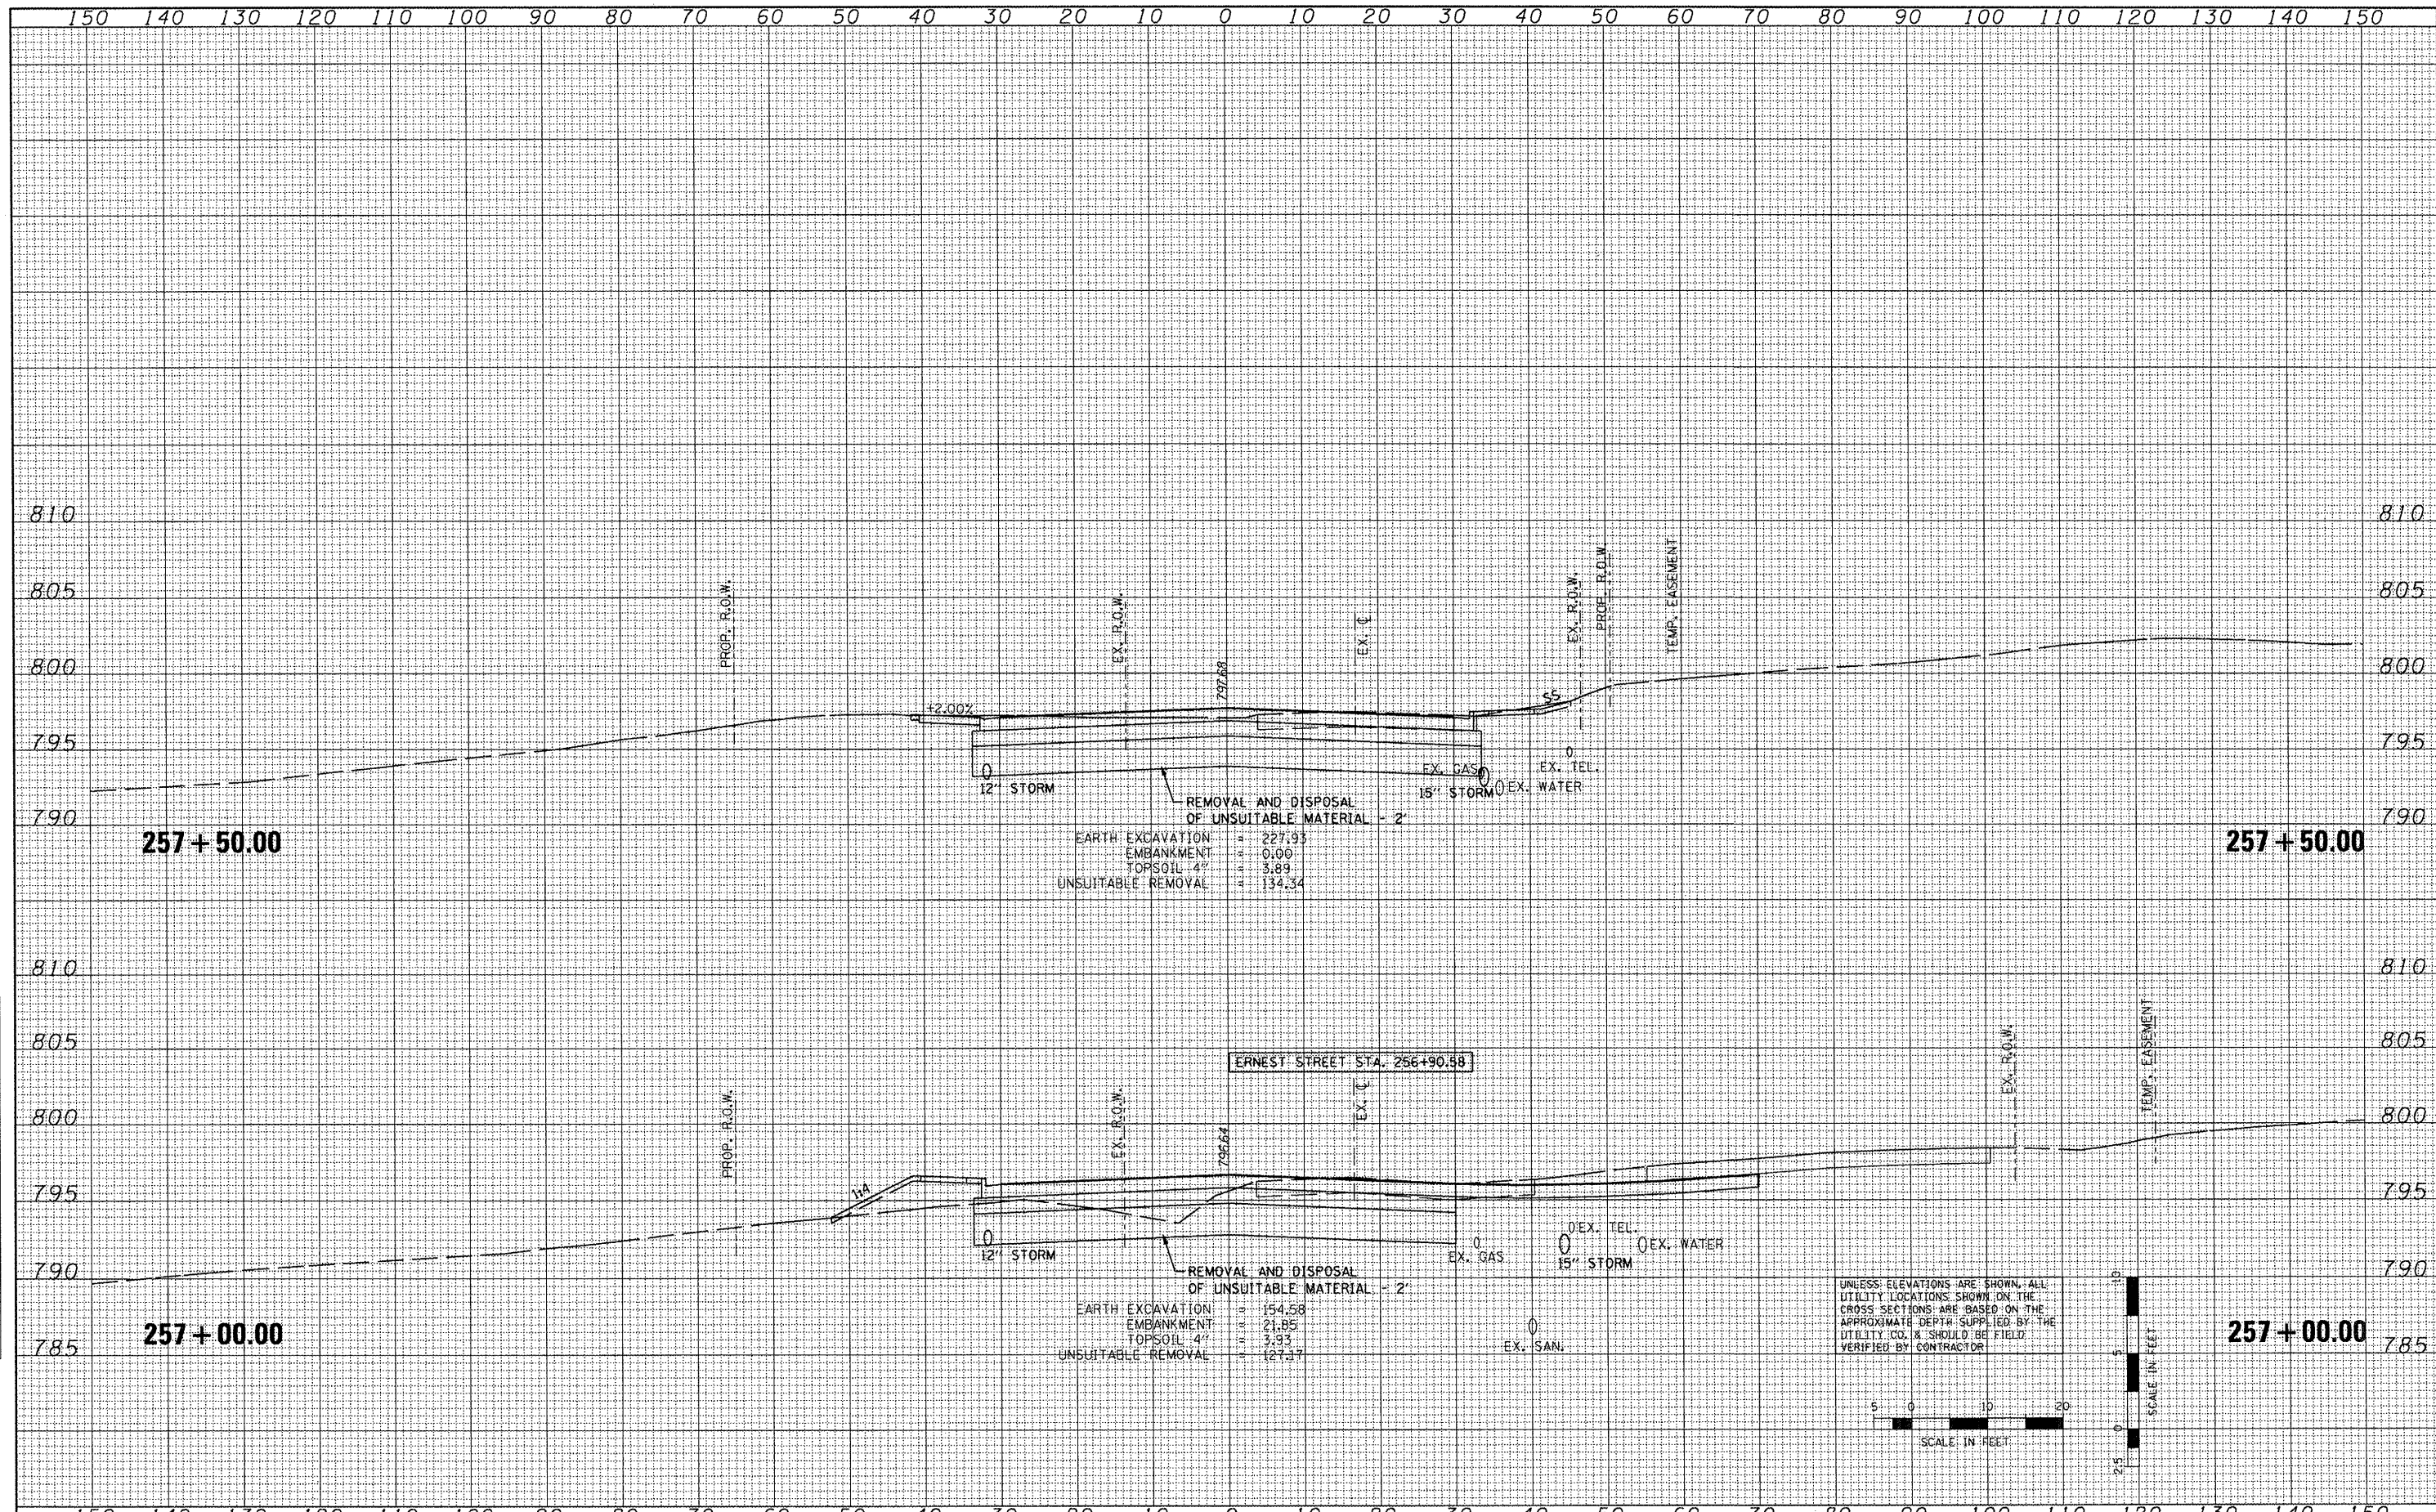 150 140 130 120 110 100 90 80 70 60 50 40 30 20 10 0 10 20 30 40 50 60 70 80 90 100 110 120 130 140 150
810 810
805 805
800 800
795 795
790 790
PROP. R.O.W.
EX. R.O.W.
797.68
EX. ℄
EX. R.O.W.
PROP. R.O.W
TEMP. EASEMENT
+2.00%
SS
12" STORM
EX. GAS
EX. TEL.
15" STORM
EX. WATER
REMOVAL AND DISPOSAL
OF UNSUITABLE MATERIAL - 2'
257+50.00 257+50.00
EARTH EXCAVATION = 227.93
EMBANKMENT = 0.00
TOPSOIL 4" = 3.89
UNSUITABLE REMOVAL = 134.34
810 810
805 805
800 800
795 795
790 790
785 785
ERNEST STREET STA. 256+90.58
PROP. R.O.W.
EX. R.O.W.
796.64
EX. ℄
EX. R.O.W.
TEMP. EASEMENT
1:4
12" STORM
EX. GAS
EX. TEL.
15" STORM
EX. WATER
REMOVAL AND DISPOSAL
OF UNSUITABLE MATERIAL - 2'
257+00.00 257+00.00
EARTH EXCAVATION = 154.58
EMBANKMENT = 21.85
TOPSOIL 4" = 3.93
UNSUITABLE REMOVAL = 127.17
EX. SAN.
UNLESS ELEVATIONS ARE SHOWN, ALL
UTILITY LOCATIONS SHOWN ON THE
CROSS SECTIONS ARE BASED ON THE
APPROXIMATE DEPTH SUPPLIED BY THE
UTILITY CO. & SHOULD BE FIELD
VERIFIED BY CONTRACTOR
5 0 10 20
SCALE IN FEET
2.5 0 5 10
SCALE IN FEET
150 140 130 120 110 100 90 80 70 60 50 40 30 20 10 0 10 20 30 40 50 60 70 80 90 100 110 120 130 140 150